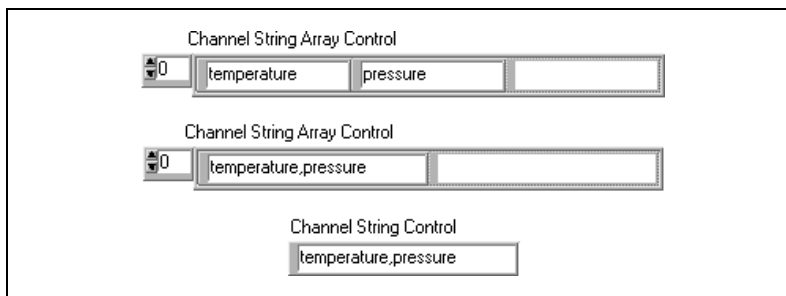 Channel String Array Control
0 temperature pressure
Channel String Array Control
0 temperature,pressure
Channel String Control
temperature,pressure